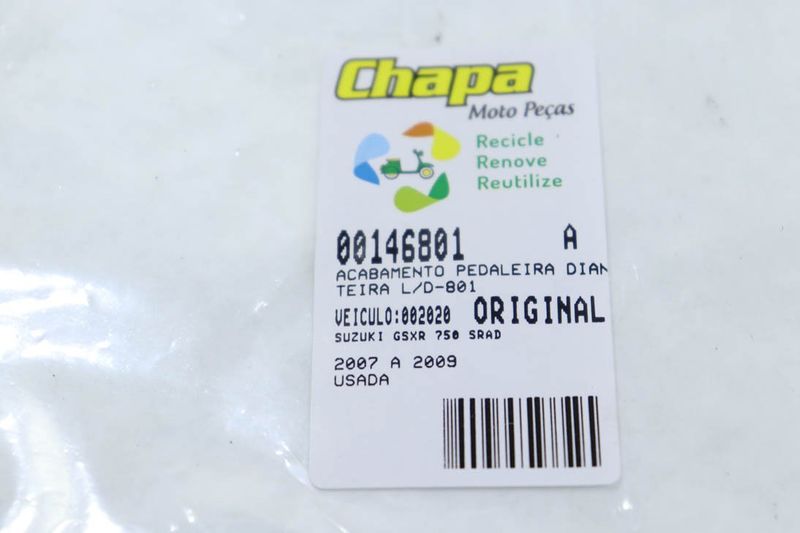 Chapa
Moto Peças
Recicle
Renove
Reutilize
00146801 A
ACABAMENTO PEDALEIRA DIAN
TEIRA L/D-801
VEICULO:002020 ORIGINAL
SUZUKI GSXR 750 SRAD
2007 A 2009
USADA